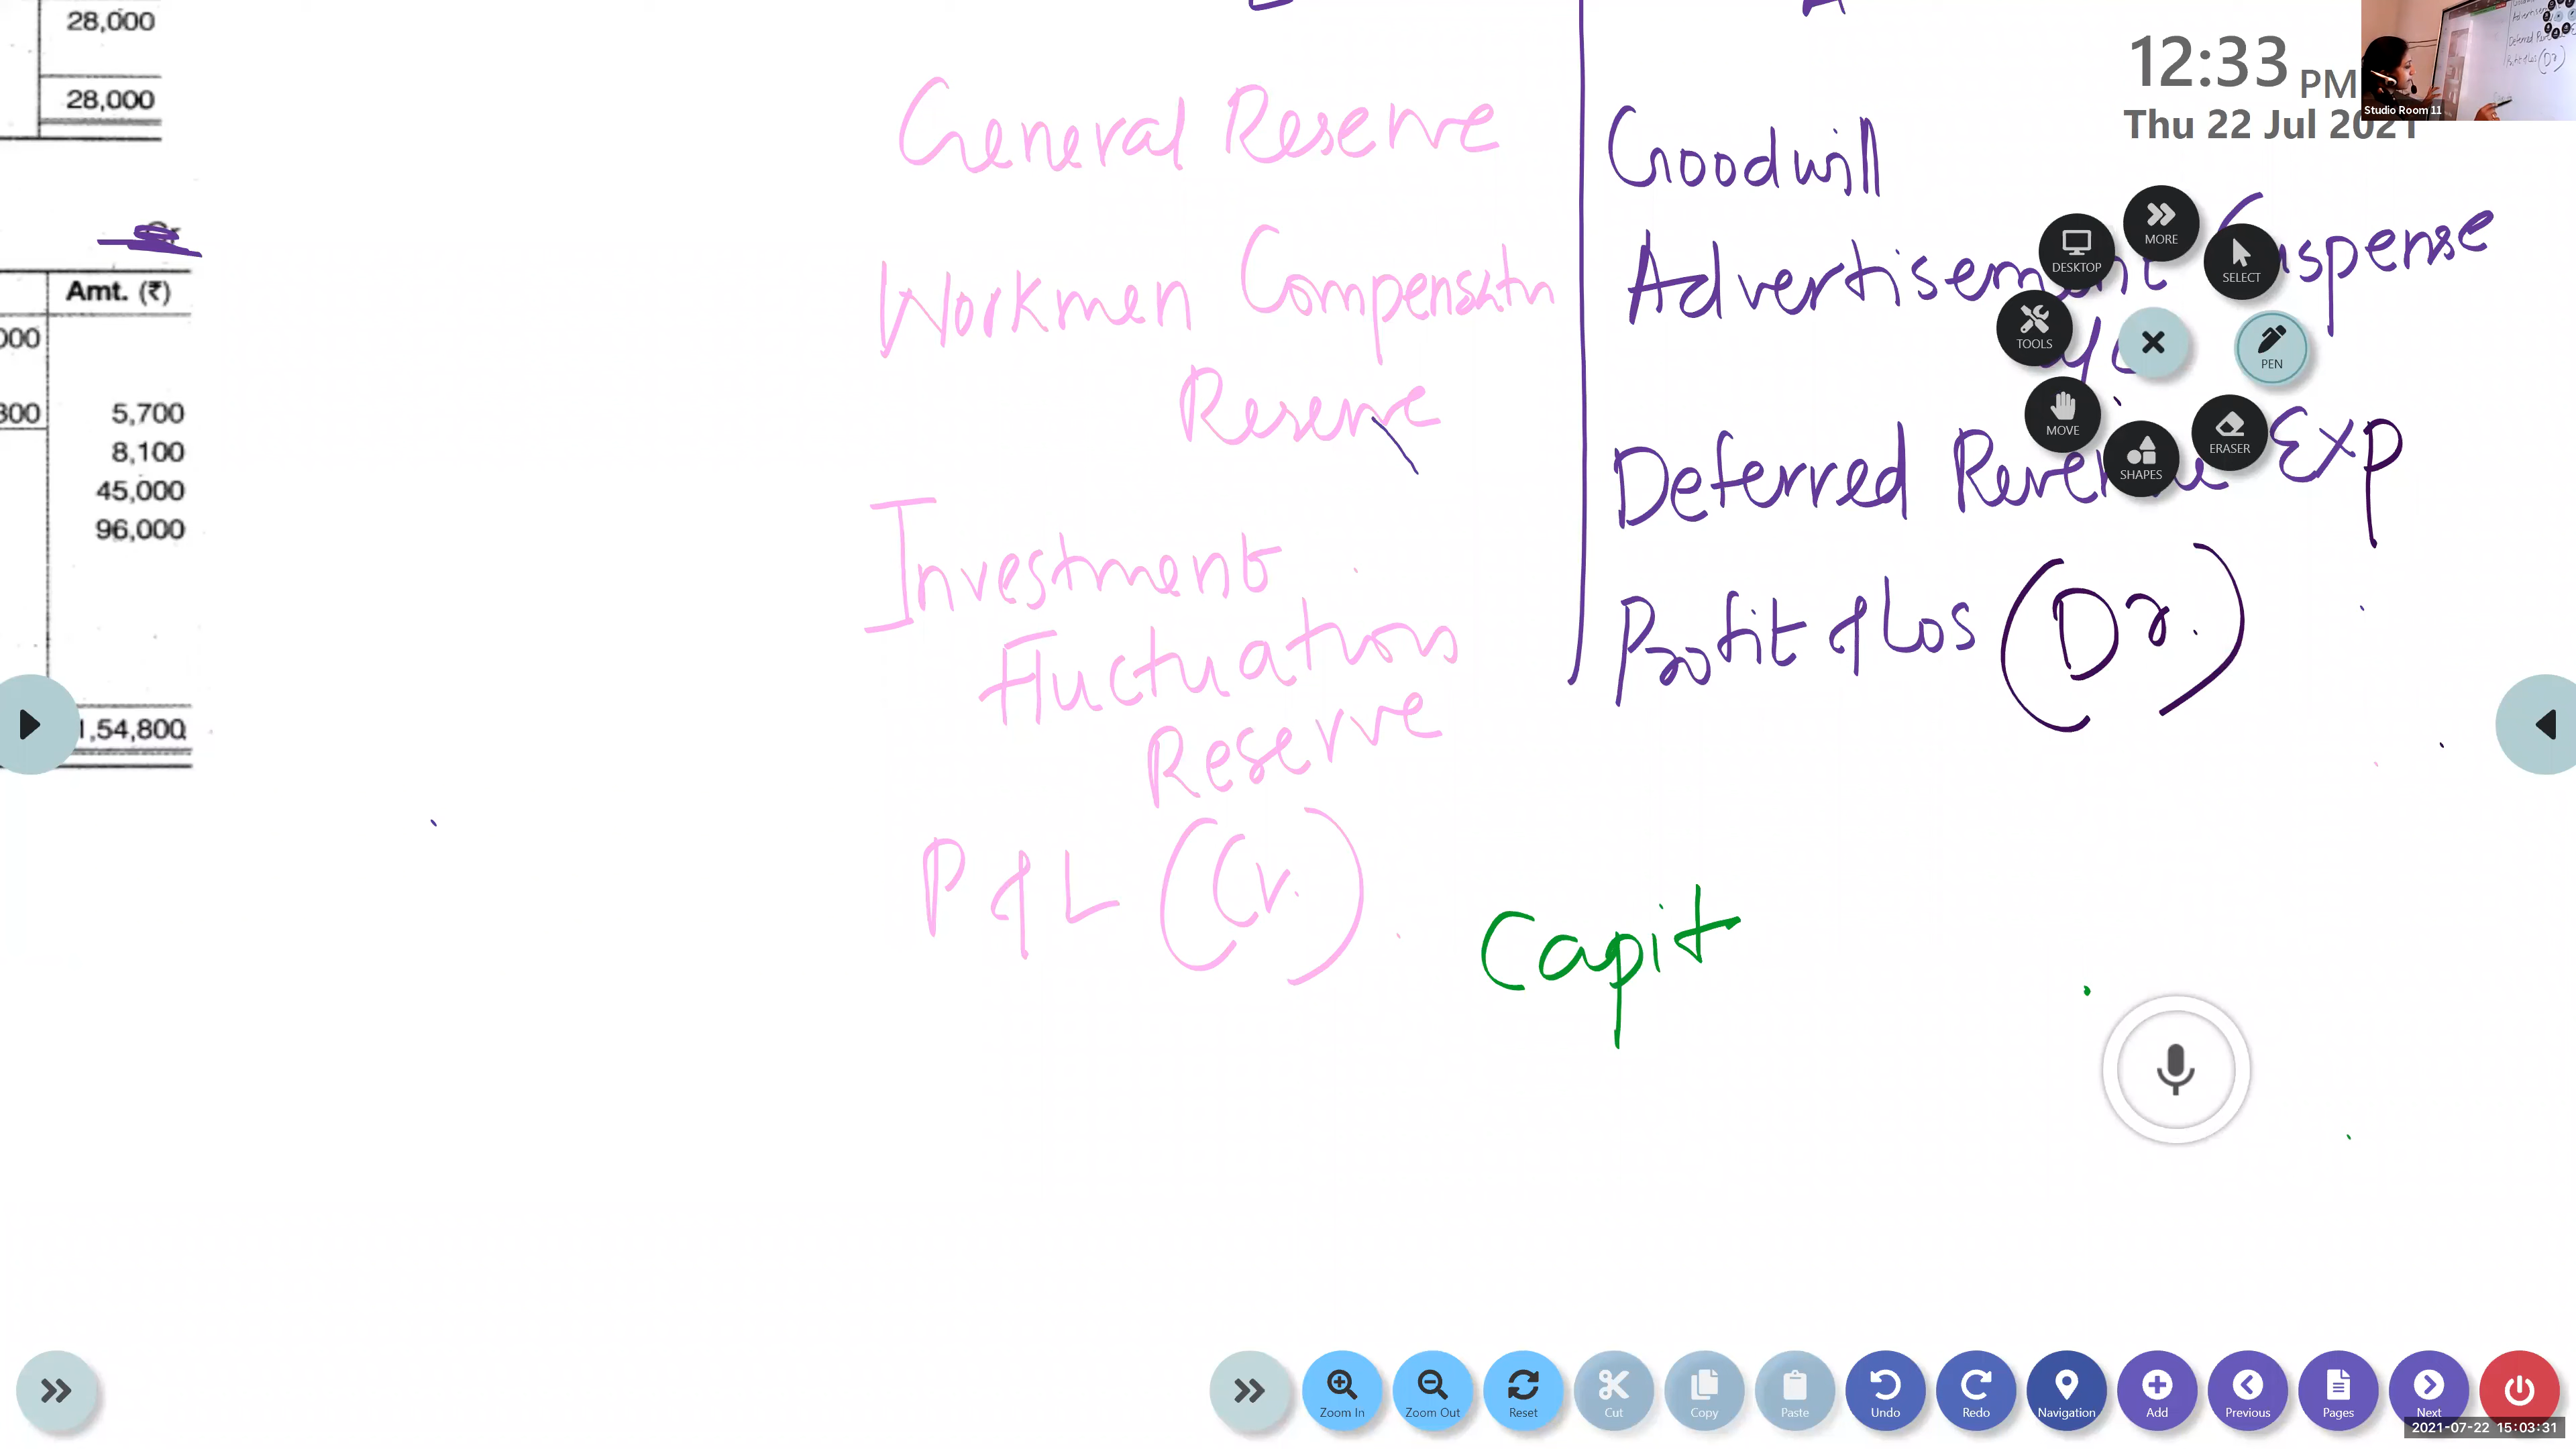 28,000
28,000
Amt. (₹)
000
300 5,700
8,100
45,000
96,000
1,54,800
General Reserve
Workmen Compensatn
Reserve
Investment
Fluctuations
Reserve
P & L (Cr.)
Goodwill
Advertisement Suspense
Deferred Revenue Exp
Profit & Los (Dr.)
Capit
12:33 PM
Thu 22 Jul 2021
Studio Room 11
MORE
DESKTOP
SELECT
TOOLS
PEN
MOVE
ERASER
SHAPES
Zoom In
Zoom Out
Reset
Cut
Copy
Paste
Undo
Redo
Navigation
Add
Previous
Pages
Next
2021-07-22 15:03:31